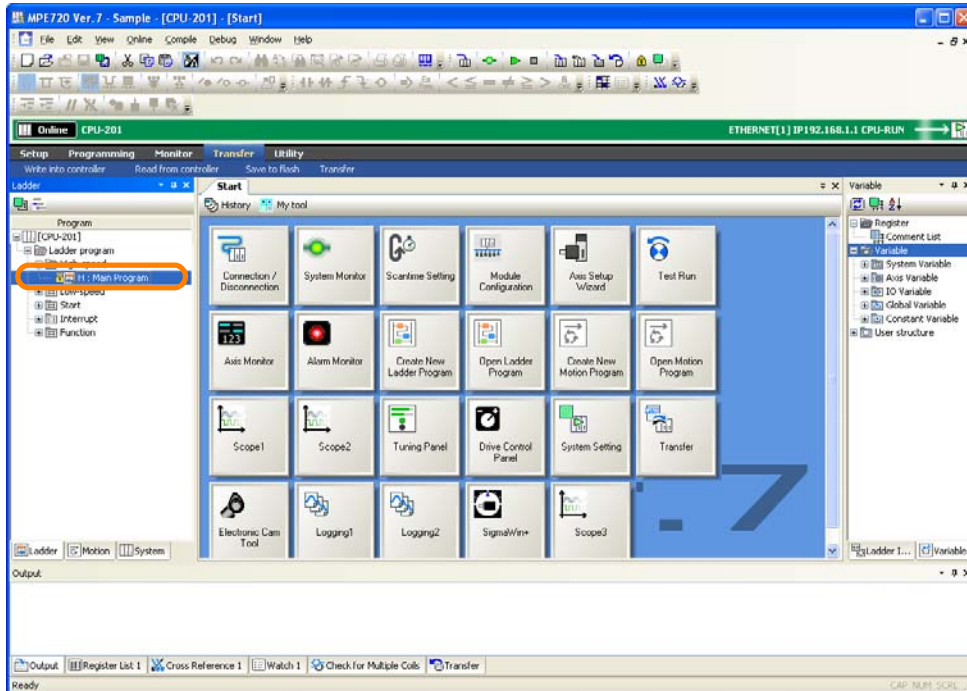 MPE720 Ver.7 - Sample - [CPU-201] - [Start]
File Edit View Online Compile Debug Window Help
Online CPU-201
ETHERNET[1] IP192.168.1.1 CPU-RUN
Setup Programming Monitor Transfer Utility
Write into controller Read from controller Save to flash Transfer
Ladder
Program
[CPU-201]
Ladder program
High-speed
H : Main Program
Low-speed
Start
Interrupt
Function
Ladder Motion System
Start
History My tool
Connection /
Disconnection
System Monitor
Scantime Setting
Module
Configuration
Axis Setup
Wizard
Test Run
Axis Monitor
Alarm Monitor
Create New
Ladder Program
Open Ladder
Program
Create New
Motion Program
Open Motion
Program
Scope1
Scope2
Tuning Panel
Drive Control
Panel
System Setting
Transfer
Electronic Cam
Tool
Logging1
Logging2
SigmaWin+
Scope3
.7
Variable
Register
Comment List
Variable
System Variable
Axis Variable
IO Variable
Global Variable
Constant Variable
User structure
Ladder I... Variable
Output
Output Register List 1 Cross Reference 1 Watch 1 Check for Multiple Coils Transfer
Ready
CAP NUM SCRL